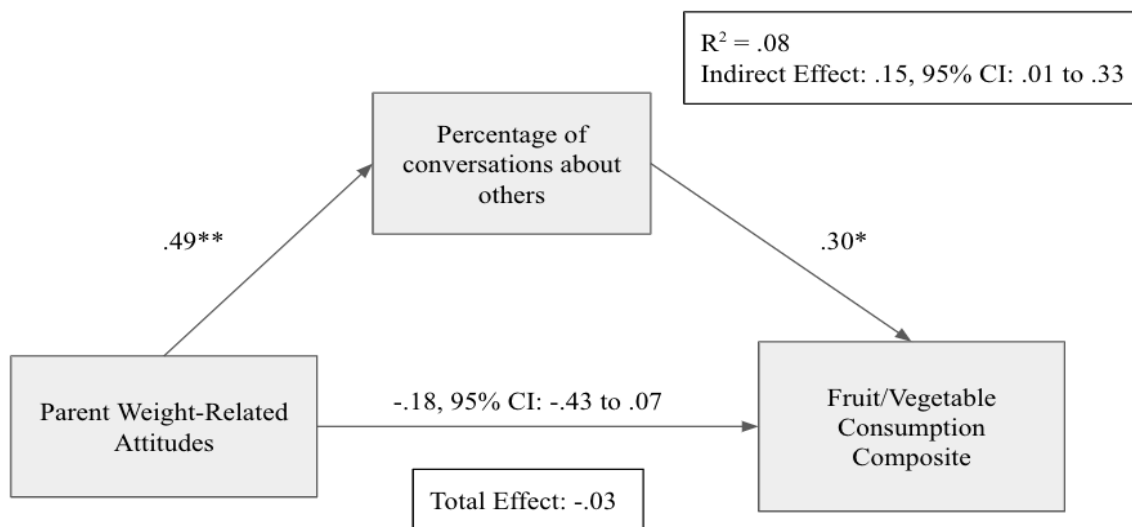 R² = .08
Indirect Effect: .15, 95% CI: .01 to .33
Percentage of
conversations about
others
.49**
.30*
Parent Weight-Related
Attitudes
-.18, 95% CI: -.43 to .07
Fruit/Vegetable
Consumption
Composite
Total Effect: -.03